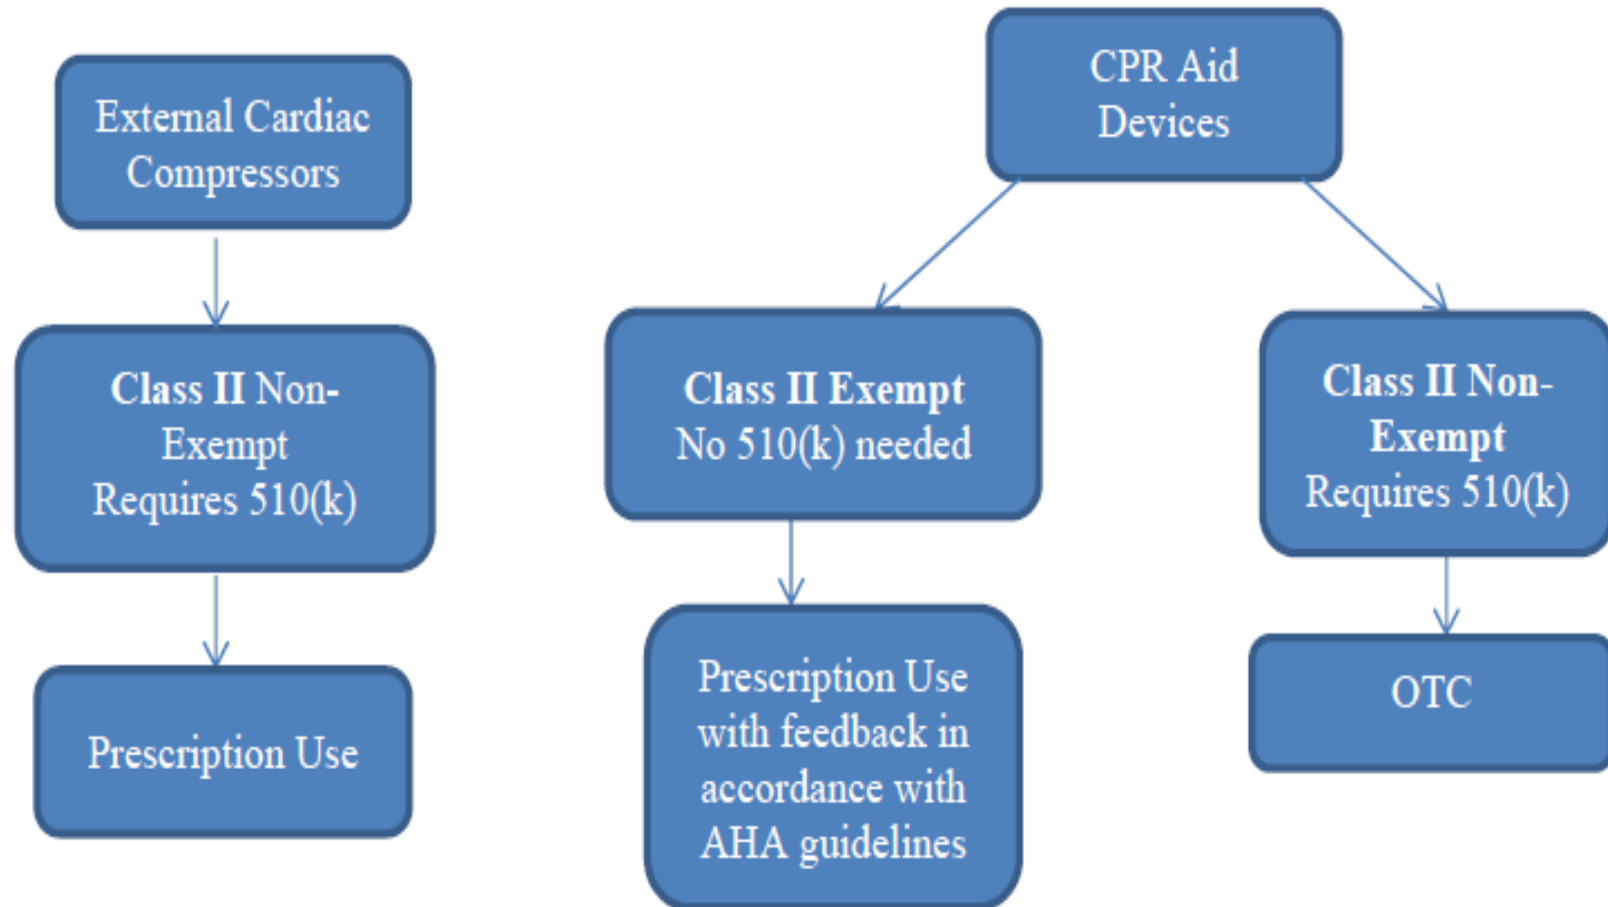 External Cardiac
Compressors
Class II Non-
Exempt
Requires 510(k)
Prescription Use
CPR Aid
Devices
Class II Exempt
No 510(k) needed
Prescription Use
with feedback in
accordance with
AHA guidelines
Class II Non-
Exempt
Requires 510(k)
OTC